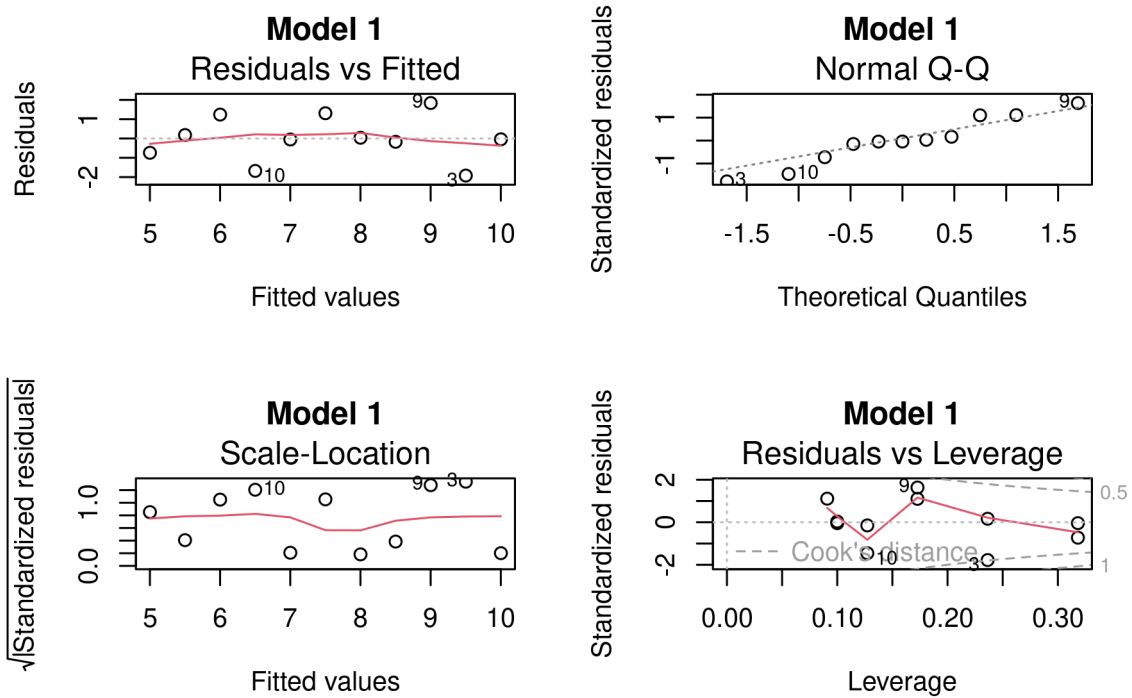 Model 1
Residuals vs Fitted
Residuals
1
-2
9
10
3
5 6 7 8 9 10
Fitted values
Model 1
Normal Q-Q
Standardized residuals
1
-1
9
10
3
-1.5 -0.5 0.5 1.5
Theoretical Quantiles
Model 1
Scale-Location
√|Standardized residuals|
1.0
0.0
10
9
3
5 6 7 8 9 10
Fitted values
Model 1
Residuals vs Leverage
Standardized residuals
2
0
-2
9
Cook's distance
10
3
0.5
1
0.00 0.10 0.20 0.30
Leverage